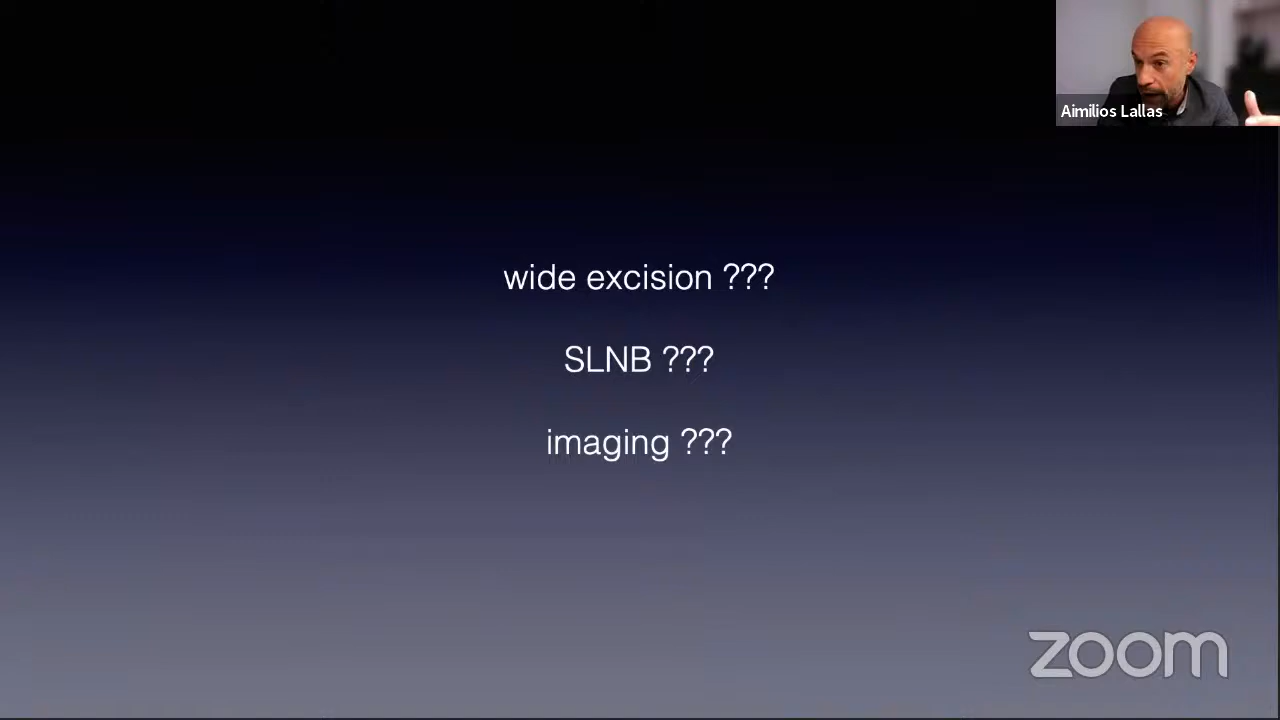 Aimilios Lallas
wide excision ???
SLNB ???
imaging ???
zoom